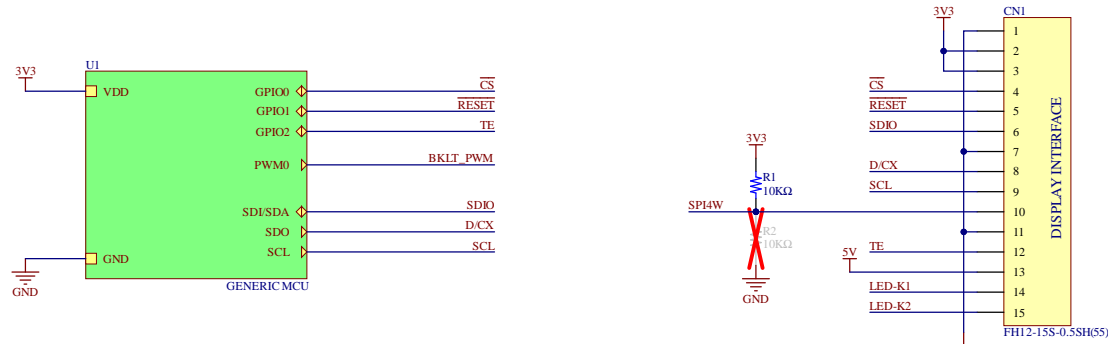 U1
3V3
VDD
GND
GND
GPIO0
GPIO1
GPIO2
PWM0
SDI/SDA
SDO
SCL
GENERIC MCU
CS
RESET
TE
BKLT_PWM
SDIO
D/CX
SCL
3V3
R1
10KΩ
SPI4W
R2
10KΩ
GND
3V3
CN1
CS
RESET
SDIO
D/CX
SCL
TE
5V
LED-K1
LED-K2
1
2
3
4
5
6
7
8
9
10
11
12
13
14
15
DISPLAY INTERFACE
FH12-15S-0.5SH(55)